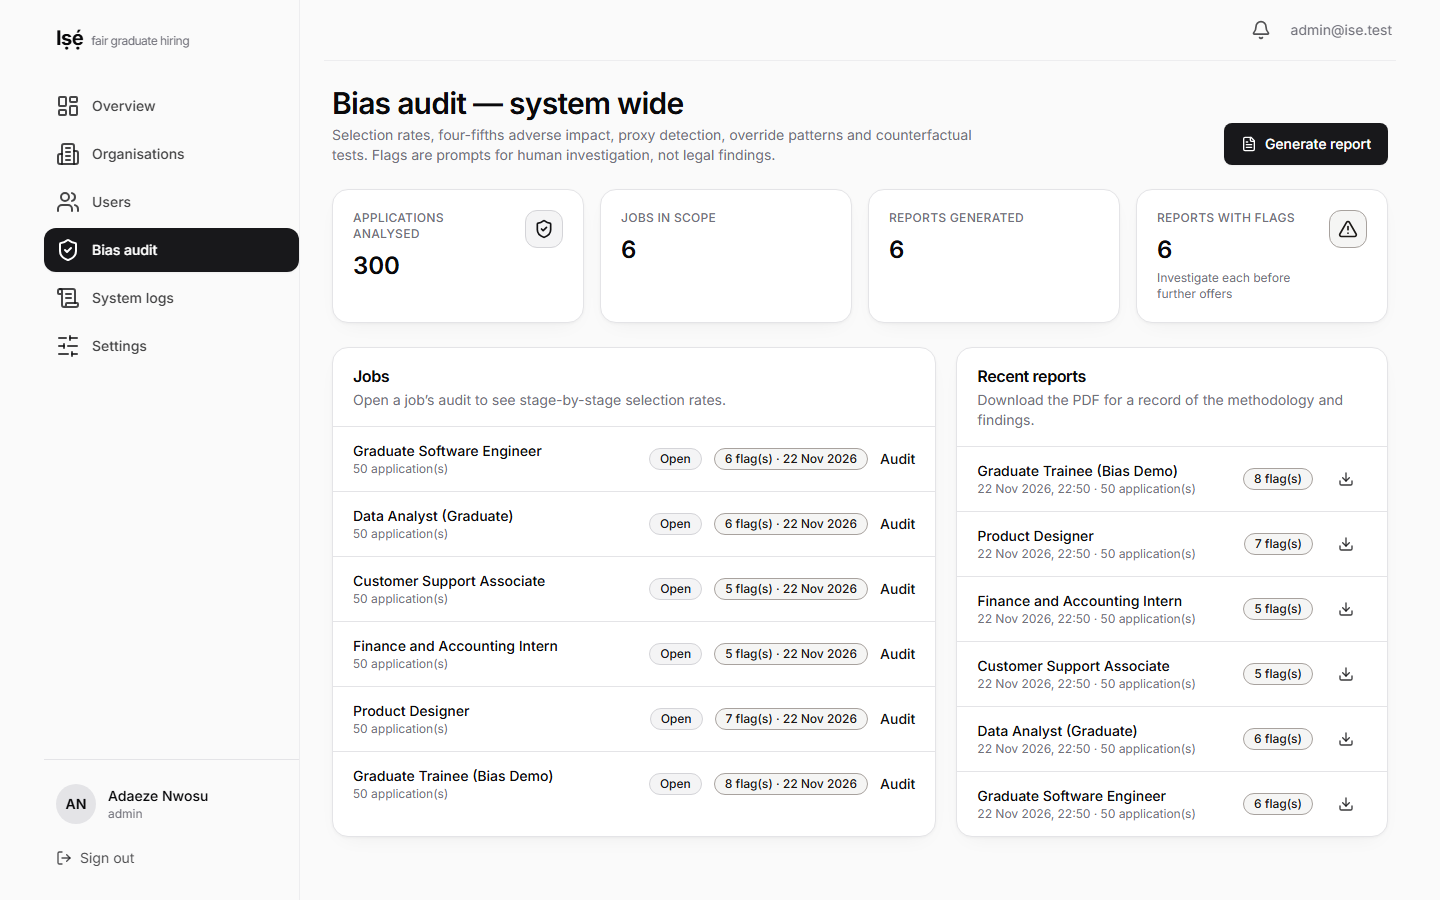 Iṣẹ́ fair graduate hiring
Overview
Organisations
Users
Bias audit
System logs
Settings
AN
Adaeze Nwosu
admin
Sign out
admin@ise.test
Bias audit — system wide
Selection rates, four-fifths adverse impact, proxy detection, override patterns and counterfactual
tests. Flags are prompts for human investigation, not legal findings.
Generate report
APPLICATIONS
ANALYSED
300
JOBS IN SCOPE
6
REPORTS GENERATED
6
REPORTS WITH FLAGS
6
Investigate each before
further offers
Jobs
Open a job’s audit to see stage-by-stage selection rates.
Graduate Software Engineer
50 application(s)
Open 6 flag(s) · 22 Nov 2026 Audit
Data Analyst (Graduate)
50 application(s)
Open 6 flag(s) · 22 Nov 2026 Audit
Customer Support Associate
50 application(s)
Open 5 flag(s) · 22 Nov 2026 Audit
Finance and Accounting Intern
50 application(s)
Open 5 flag(s) · 22 Nov 2026 Audit
Product Designer
50 application(s)
Open 7 flag(s) · 22 Nov 2026 Audit
Graduate Trainee (Bias Demo)
50 application(s)
Open 8 flag(s) · 22 Nov 2026 Audit
Recent reports
Download the PDF for a record of the methodology and
findings.
Graduate Trainee (Bias Demo)
22 Nov 2026, 22:50 · 50 application(s)
8 flag(s)
Product Designer
22 Nov 2026, 22:50 · 50 application(s)
7 flag(s)
Finance and Accounting Intern
22 Nov 2026, 22:50 · 50 application(s)
5 flag(s)
Customer Support Associate
22 Nov 2026, 22:50 · 50 application(s)
5 flag(s)
Data Analyst (Graduate)
22 Nov 2026, 22:50 · 50 application(s)
6 flag(s)
Graduate Software Engineer
22 Nov 2026, 22:50 · 50 application(s)
6 flag(s)